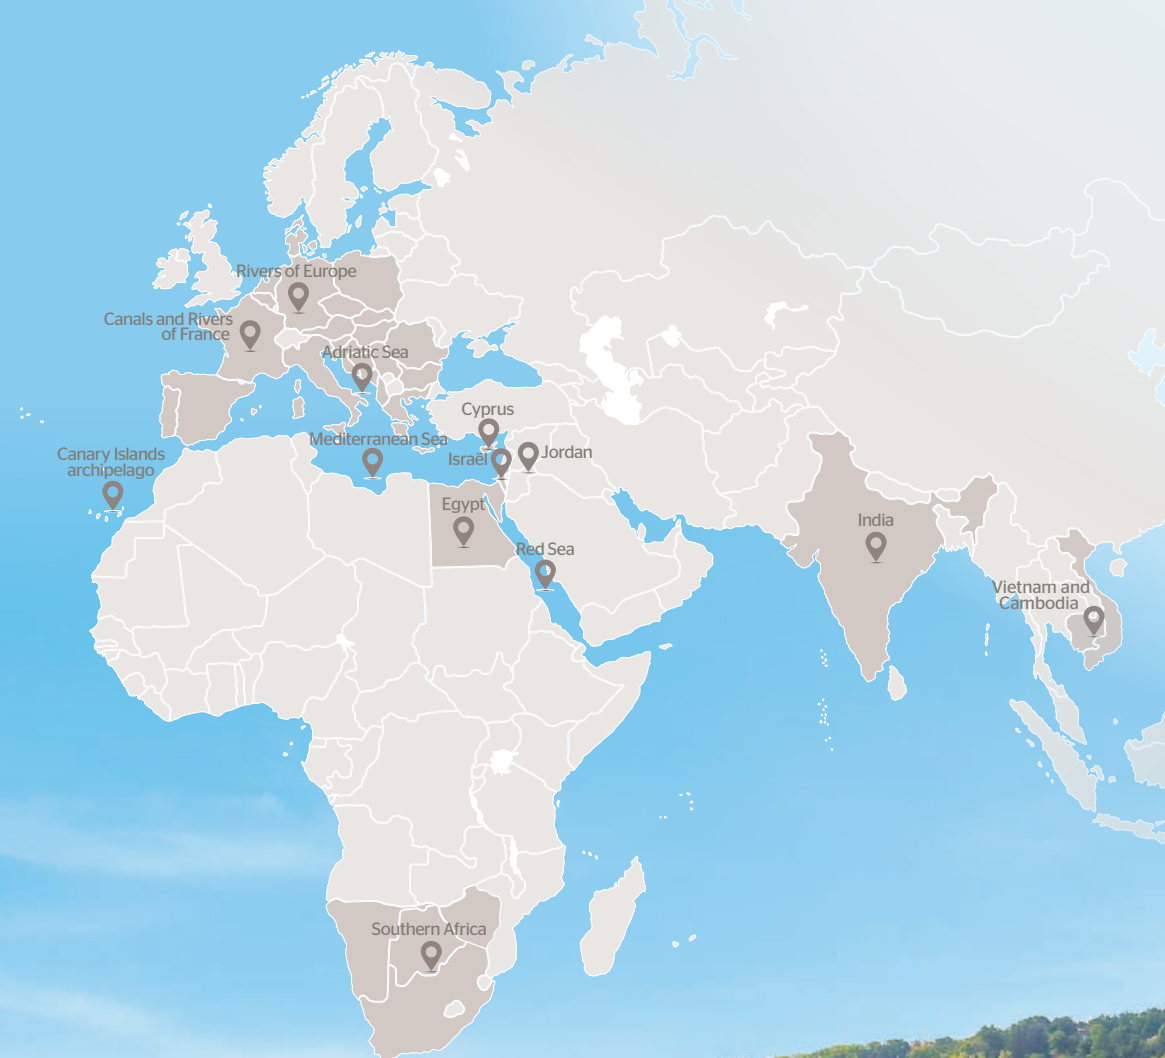 Rivers of Europe
Canals and Rivers
of France
Adriatic Sea
Cyprus
Mediterranean Sea
Israël
Jordan
Canary Islands
archipelago
Egypt
India
Red Sea
Vietnam and
Cambodia
Southern Africa